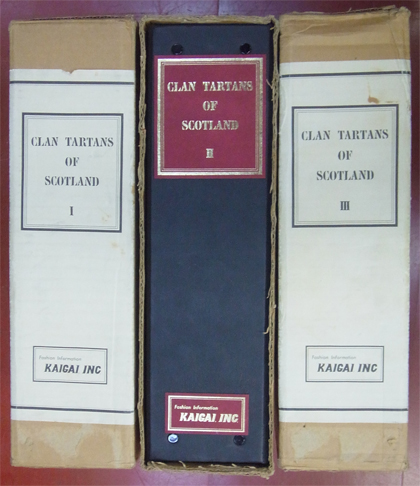 CLAN TARTANS
OF
SCOTLAND
I
Fashion Information
KAIGAI INC
CLAN TARTANS
OF
SCOTLAND
II
Fashion Information
KAIGAI INC
CLAN TARTANS
OF
SCOTLAND
III
Fashion Information
KAIGAI INC